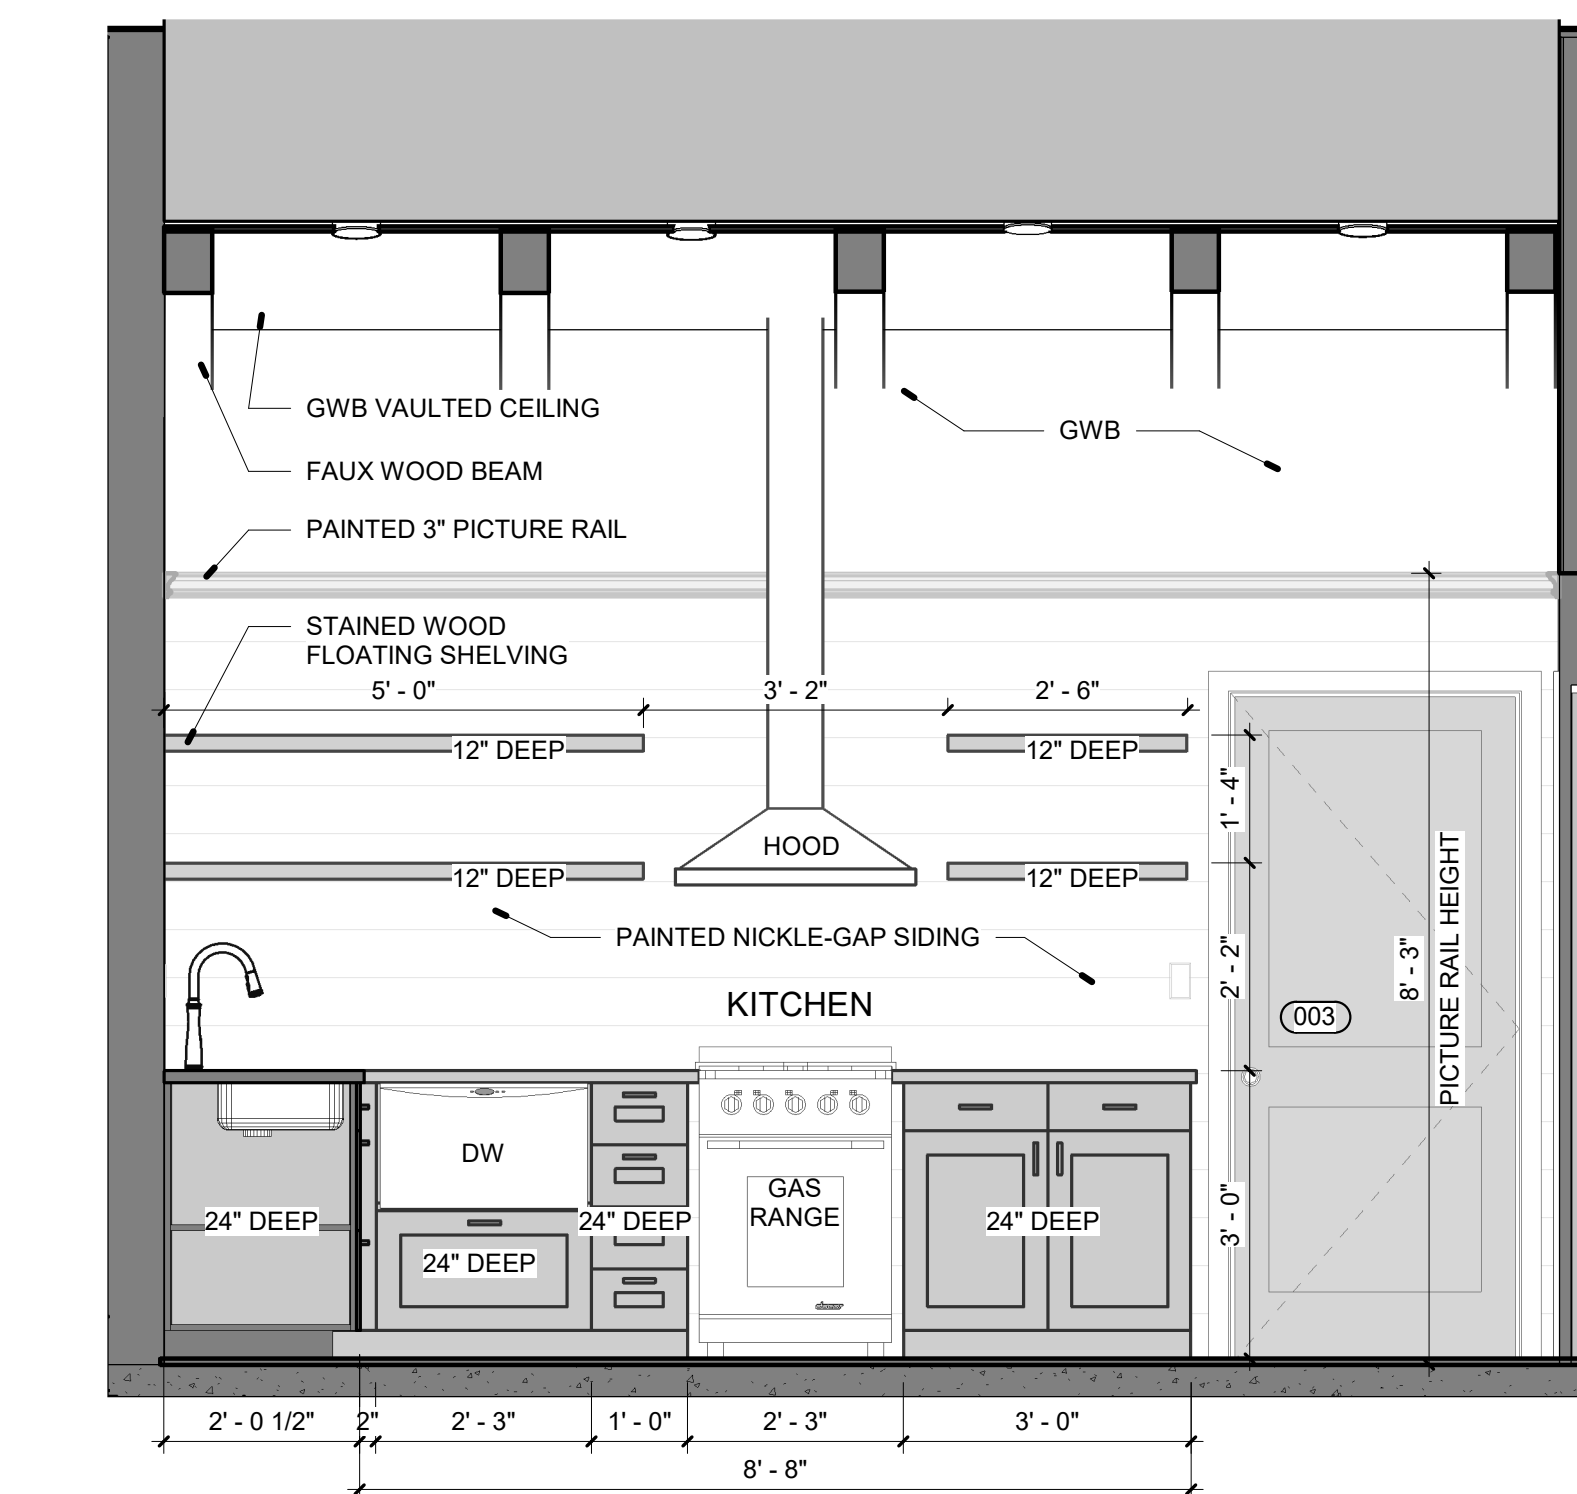 GWB VAULTED CEILING
GWB
FAUX WOOD BEAM
PAINTED 3" PICTURE RAIL
STAINED WOOD
FLOATING SHELVING
5' - 0"
3' - 2"
2' - 6"
12" DEEP
12" DEEP
1' - 4"
HOOD
12" DEEP
12" DEEP
PAINTED NICKLE-GAP SIDING
2' - 2"
8' - 3"
PICTURE RAIL HEIGHT
KITCHEN
003
DW
GAS
RANGE
24" DEEP
24" DEEP
24" DEEP
24" DEEP
3' - 0"
2' - 0 1/2"
2"
2' - 3"
1' - 0"
2' - 3"
3' - 0"
8' - 8"